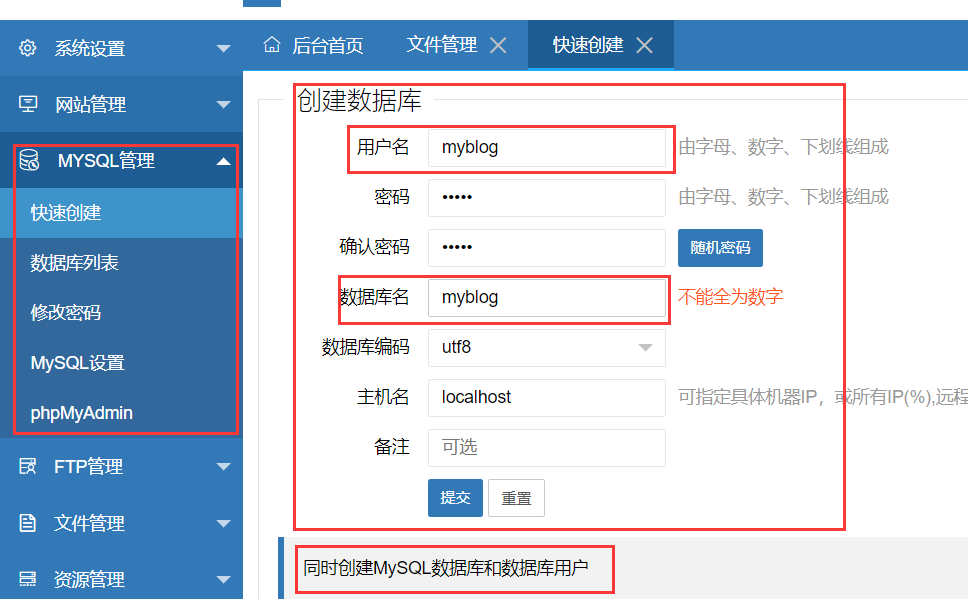 系统设置
后台首页
文件管理
快速创建
网站管理
MYSQL管理
快速创建
数据库列表
修改密码
MySQL设置
phpMyAdmin
FTP管理
文件管理
资源管理
创建数据库
用户名 myblog 由字母、数字、下划线组成
密码 ••••• 由字母、数字、下划线组成
确认密码 ••••• 随机密码
数据库名 myblog 不能全为数字
数据库编码 utf8
主机名 localhost 可指定具体机器IP，或所有IP(%),远程
备注 可选
提交 重置
同时创建MySQL数据库和数据库用户